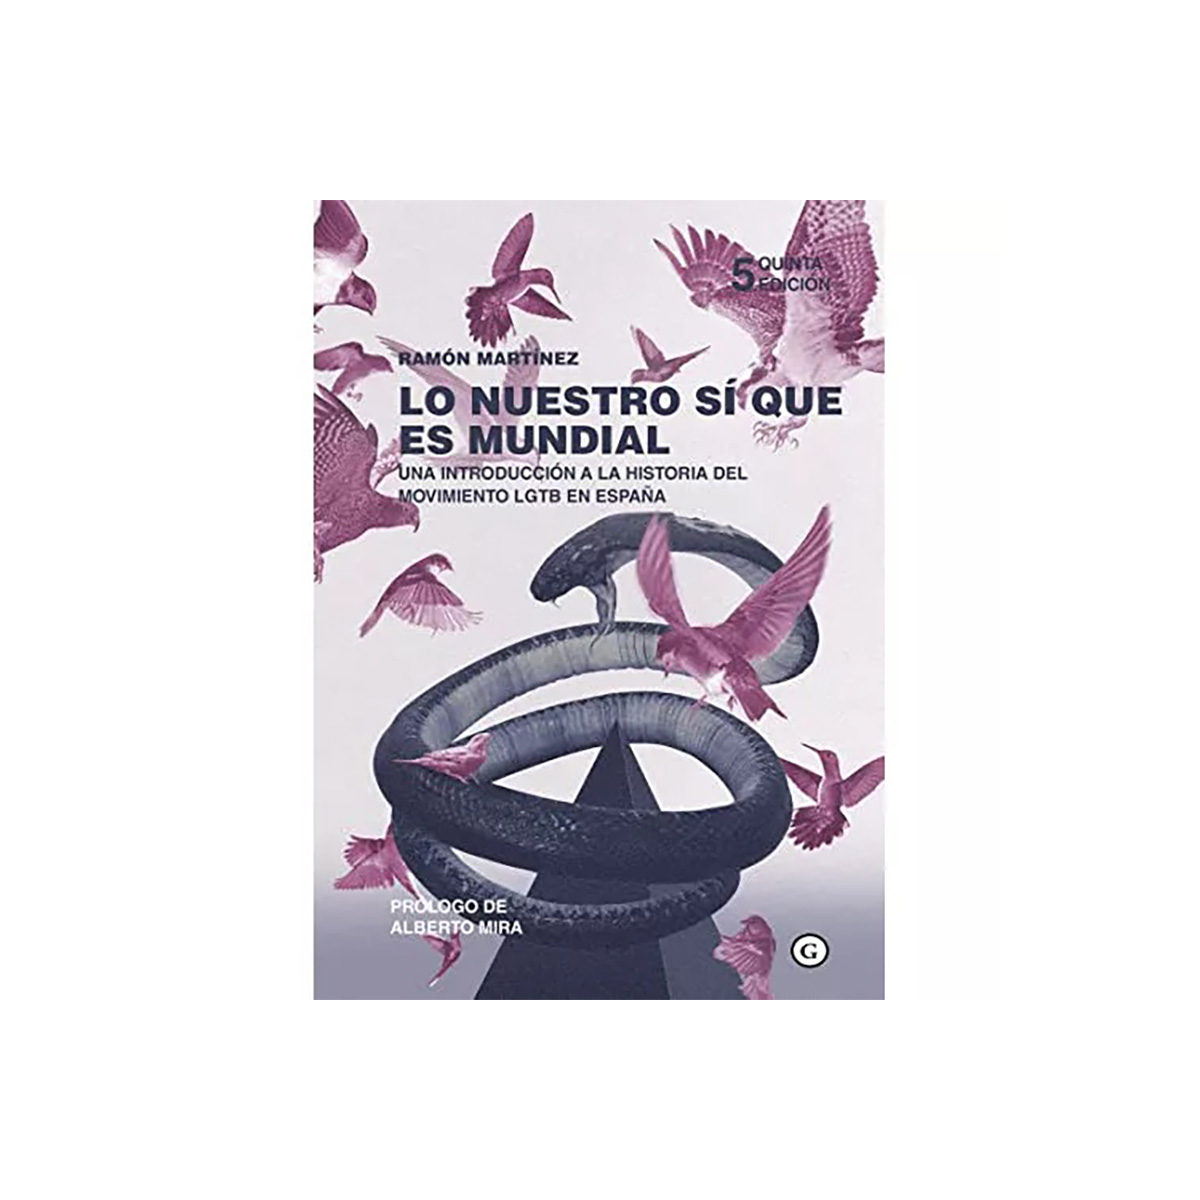 5 QUINTA
EDICIÓN
RAMÓN MARTÍNEZ
LO NUESTRO SÍ QUE
ES MUNDIAL
UNA INTRODUCCIÓN A LA HISTORIA DEL
MOVIMIENTO LGTB EN ESPAÑA
PRÓLOGO DE
ALBERTO MIRA
G